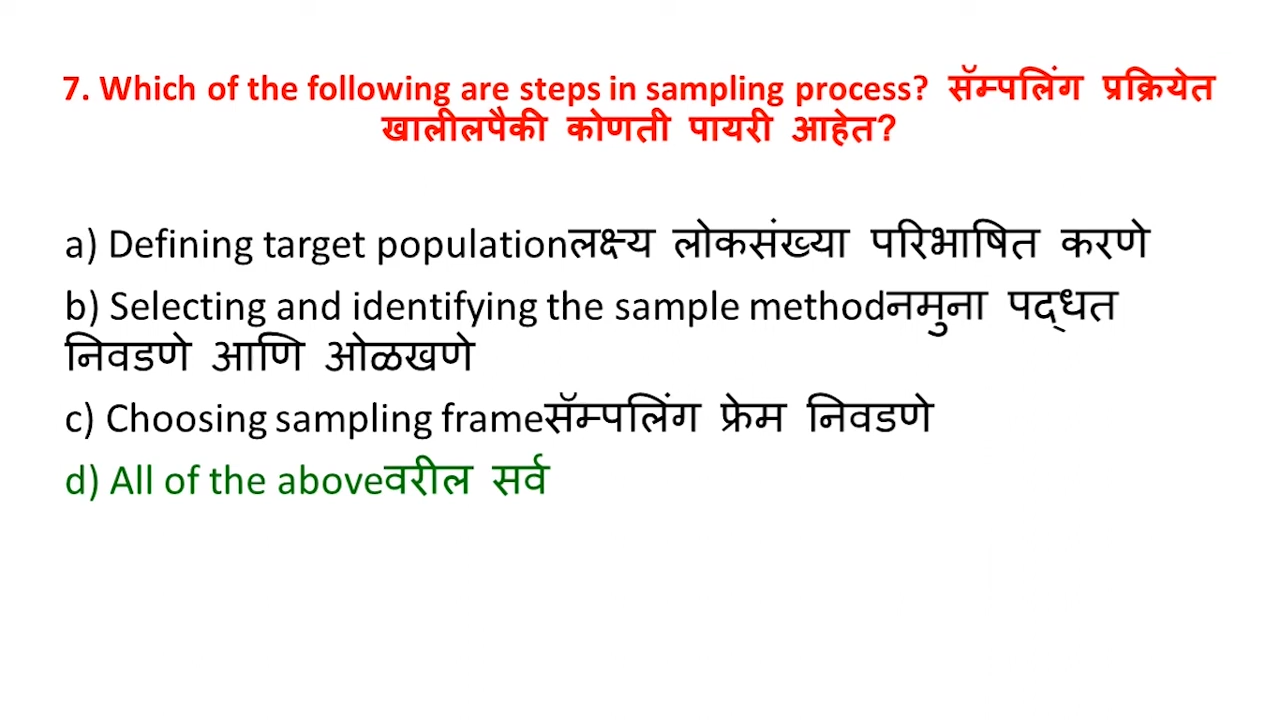 7. Which of the following are steps in sampling process? सॅम्पलिंग प्रक्रियेत
खालीलपैकी कोणती पायरी आहेत?
a) Defining target populationलक्ष्य लोकसंख्या परिभाषित करणे
b) Selecting and identifying the sample methodनमुना पद्धत
निवडणे आणि ओळखणे
c) Choosing sampling frameसॅम्पलिंग फ्रेम निवडणे
d) All of the aboveवरील सर्व